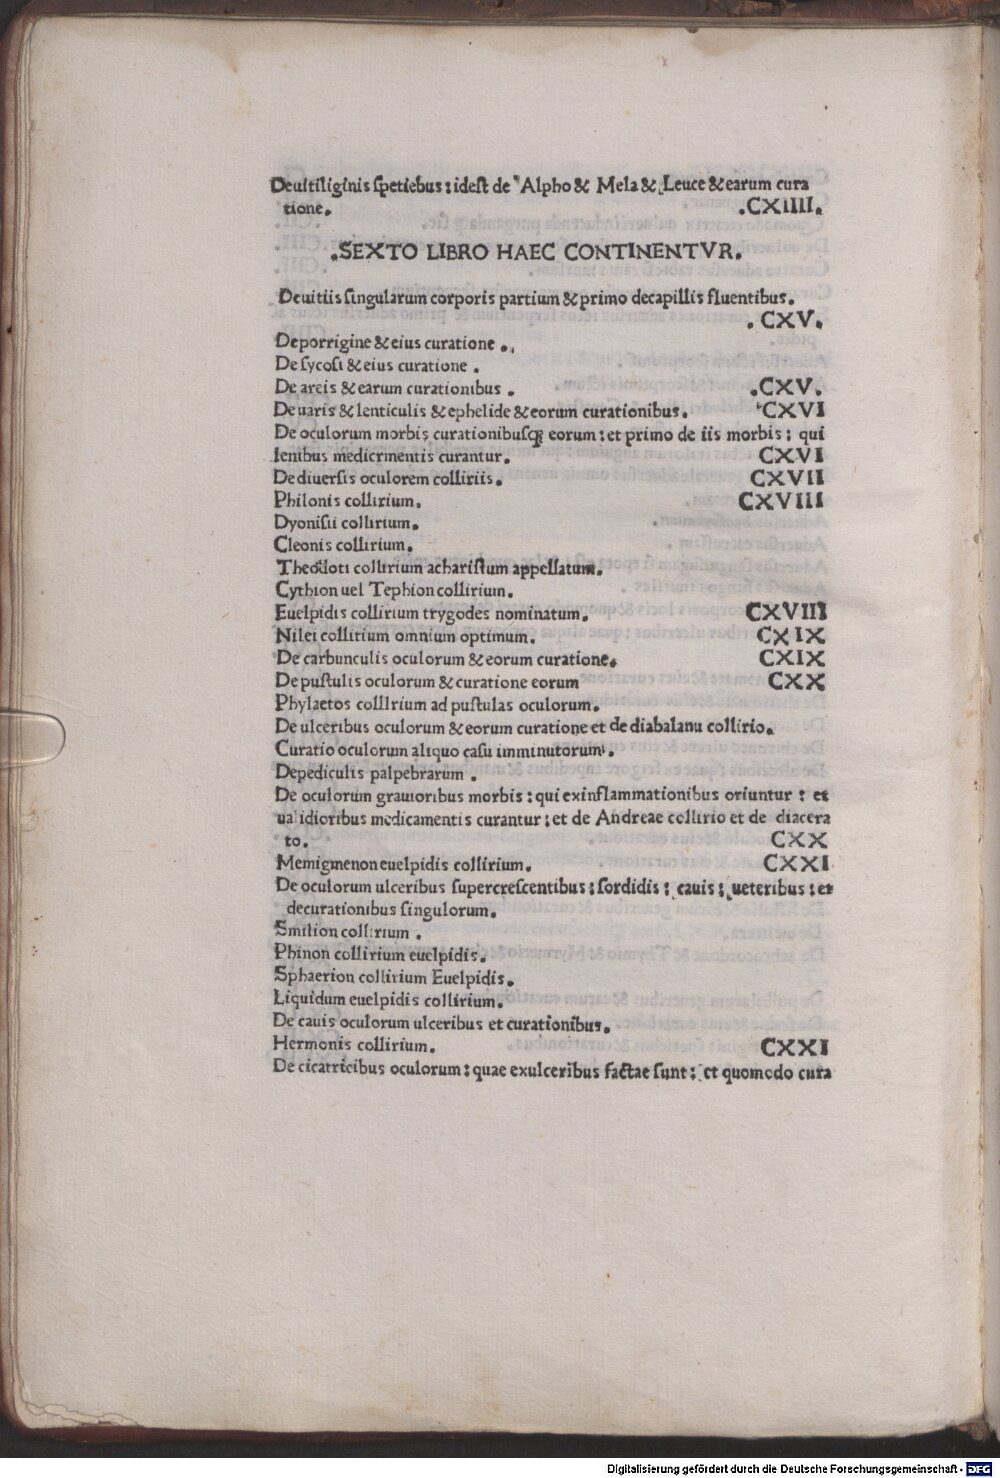 Deuitiliginis spetiebus : idest de Alpho & Mela & Leuce & earum cura
tione. .CXIIII.
.SEXTO LIBRO HAEC CONTINENTVR.
Deuitiis singularum corporis partium & primo decapillis fluentibus.
. CXV.
Deporrigine & eius curatione .
De sycosi & eius curatione .
De areis & earum curationibus . .CXV.
De uaris & lenticulis & ephelide & eorum curationibus. CXVI
De oculorum morbis curationibusq; eorum : et primo de iis morbis : qui
lenibus medicrmentis curantur. CXVI
De diuersis oculorem colliriis. CXVII
Philonis collirium. CXVIII
Dyonisii collirium.
Cleonis collirium.
Theodoti collirium acharistum appellatum.
Cythion uel Tephion collirium.
Euelpidis collirium trygodes nominatum. CXVIII
Nilei collitium omnium optimum. CXIX
De carbunculis oculorum & eorum curatione. CXIX
De pustulis oculorum & curatione eorum CXX
Phylaetos collIrium ad pustulas oculorum.
De ulceribus oculorum & eorum curatione et de diabalanu collirio.
Curatio oculorum aliquo casu imminutorum .
Depediculis palpebrarum .
De oculorum grauioribus morbis : qui exinflammationibus oriuntur : et
ualidioribus medicamentis curantur : et de Andreae collirio et de diacera
to. CXX
Memigmenon euelpidis collirium. CXXI
De oculorum ulceribus supercrescentibus : sordidis : cauis : ueteribus : et
decurationibus singulorum.
Smilion collirium .
Phinon collirium euelpidis.
Sphaerion collirium Euelpidis.
Liquidum euelpidis collirium.
De cauis oculorum ulceribus et curationibus.
Hermonis collirium. CXXI
De cicatricibus oculorum : quae exulceribus factae sunt : et quomodo cura
Digitalisierung gefördert durch die Deutsche Forschungsgemeinschaft - DFG